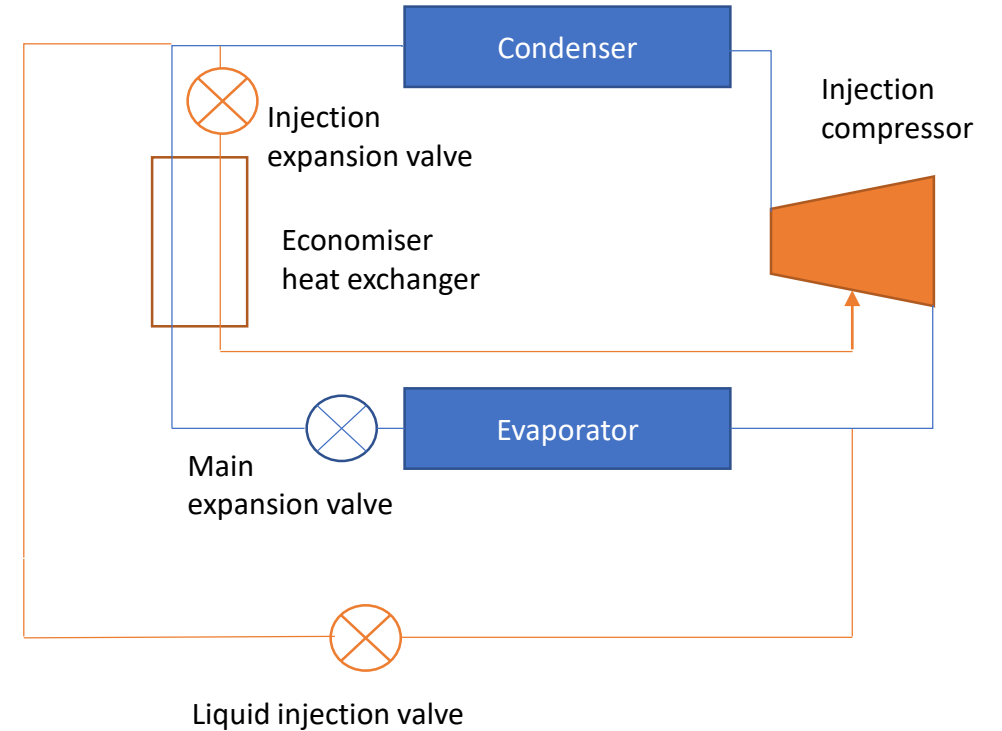 Condenser
Injection
compressor
Injection
expansion valve
Economiser
heat exchanger
Evaporator
Main
expansion valve
Liquid injection valve